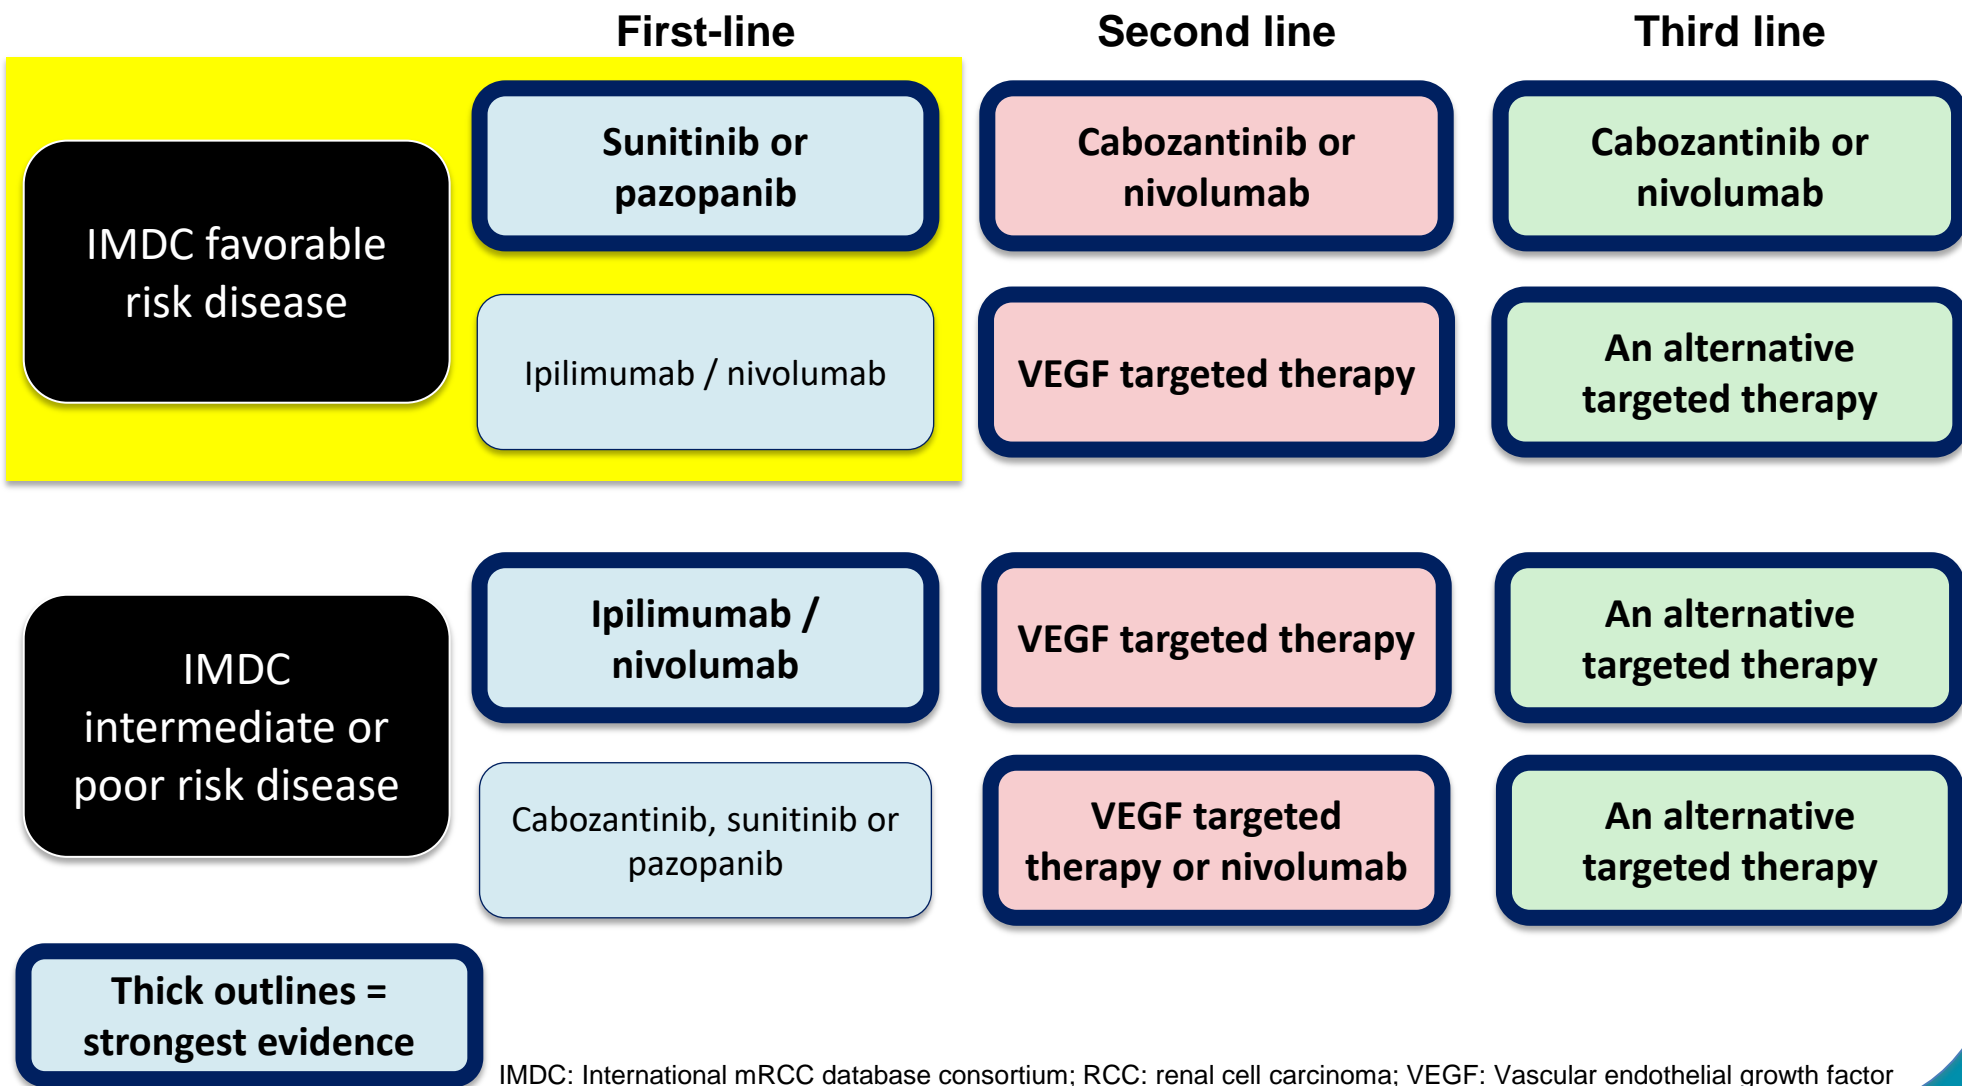 First-line
Second line
Third line
IMDC favorable
risk disease
Sunitinib or
pazopanib
Cabozantinib or
nivolumab
Cabozantinib or
nivolumab
Ipilimumab / nivolumab
VEGF targeted therapy
An alternative
targeted therapy
IMDC
intermediate or
poor risk disease
Ipilimumab /
nivolumab
VEGF targeted therapy
An alternative
targeted therapy
Cabozantinib, sunitinib or
pazopanib
VEGF targeted
therapy or nivolumab
An alternative
targeted therapy
Thick outlines =
strongest evidence
IMDC: International mRCC database consortium; RCC: renal cell carcinoma; VEGF: Vascular endothelial growth factor